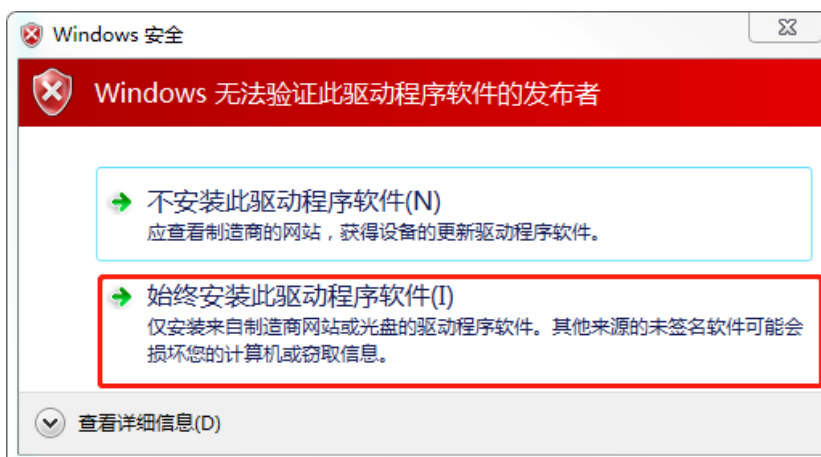 Windows 安全
Windows 无法验证此驱动程序软件的发布者
不安装此驱动程序软件(N)
应查看制造商的网站，获得设备的更新驱动程序软件。
始终安装此驱动程序软件(I)
仅安装来自制造商网站或光盘的驱动程序软件。其他来源的未签名软件可能会
损坏您的计算机或窃取信息。
查看详细信息(D)